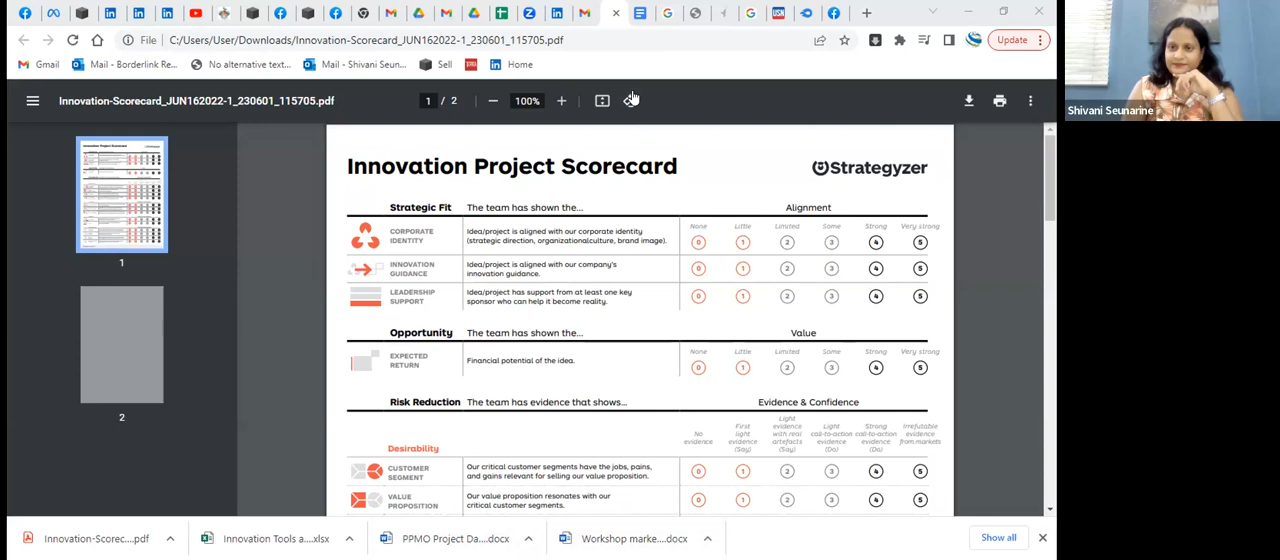 File C:/Users/User/Downloads/Innovation-Scorecard_JUN162022-1_230601_115705.pdf
Update
Gmail Mail - Borderlink Re... No alternative text... Mail - Shivani Seun... Sell Home
Innovation-Scorecard_JUN162022-1_230601_115705.pdf 1 / 2 100%
Shivani Seunarine
1
2
Innovation Project Scorecard
Strategyzer
Strategic Fit The team has shown the... Alignment
None Little Limited Some Strong Very strong
CORPORATE IDENTITY
Idea/project is aligned with our corporate identity
(strategic direction, organizationalculture, brand image).
0 1 2 3 4 5
INNOVATION GUIDANCE
Idea/project is aligned with our company's
innovation guidance.
0 1 2 3 4 5
LEADERSHIP SUPPORT
Idea/project has support from at least one key
sponsor who can help it become reality.
0 1 2 3 4 5
Opportunity The team has shown the... Value
None Little Limited Some Strong Very strong
EXPECTED RETURN
Financial potential of the idea.
0 1 2 3 4 5
Risk Reduction The team has evidence that shows... Evidence & Confidence
No evidence
First light evidence (Say)
Light evidence with real artefacts (Say)
Light call-to-action evidence (Do)
Strong call-to-action evidence (Do)
Irrefutable evidence from markets
Desirability
CUSTOMER SEGMENT
Our critical customer segments have the jobs, pains,
and gains relevant for selling our value proposition.
0 1 2 3 4 5
VALUE PROPOSITION
Our value proposition resonates with our
critical customer segments.
0 1 2 3 4 5
Innovation-Scorec....pdf
Innovation Tools a....xlsx
PPMO Project Da....docx
Workshop marke....docx
Show all